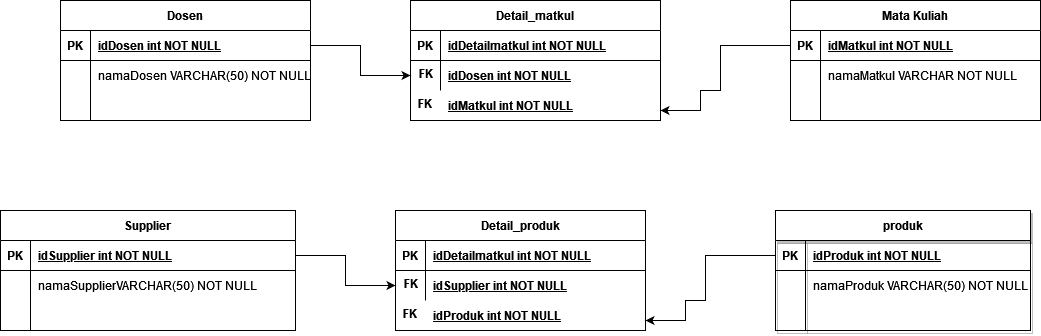 Dosen
PK idDosen int NOT NULL
namaDosen VARCHAR(50) NOT NULL
Detail_matkul
PK idDetailmatkul int NOT NULL
FK idDosen int NOT NULL
FK idMatkul int NOT NULL
Mata Kuliah
PK idMatkul int NOT NULL
namaMatkul VARCHAR NOT NULL
Supplier
PK idSupplier int NOT NULL
namaSupplierVARCHAR(50) NOT NULL
Detail_produk
PK idDetailmatkul int NOT NULL
FK idSupplier int NOT NULL
FK idProduk int NOT NULL
produk
PK idProduk int NOT NULL
namaProduk VARCHAR(50) NOT NULL